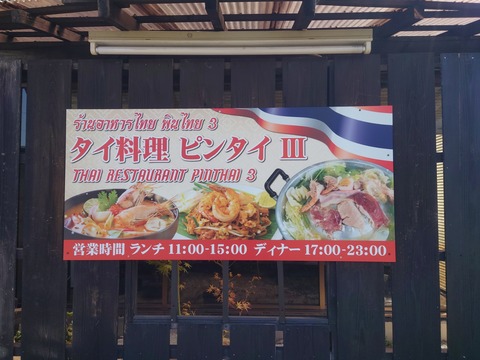 ร้านอาหารไทย พินไทย 3
タイ料理 ピンタイ III
THAI RESTAURANT PINTHAI 3
営業時間 ランチ 11:00-15:00 ディナー 17:00-23:00